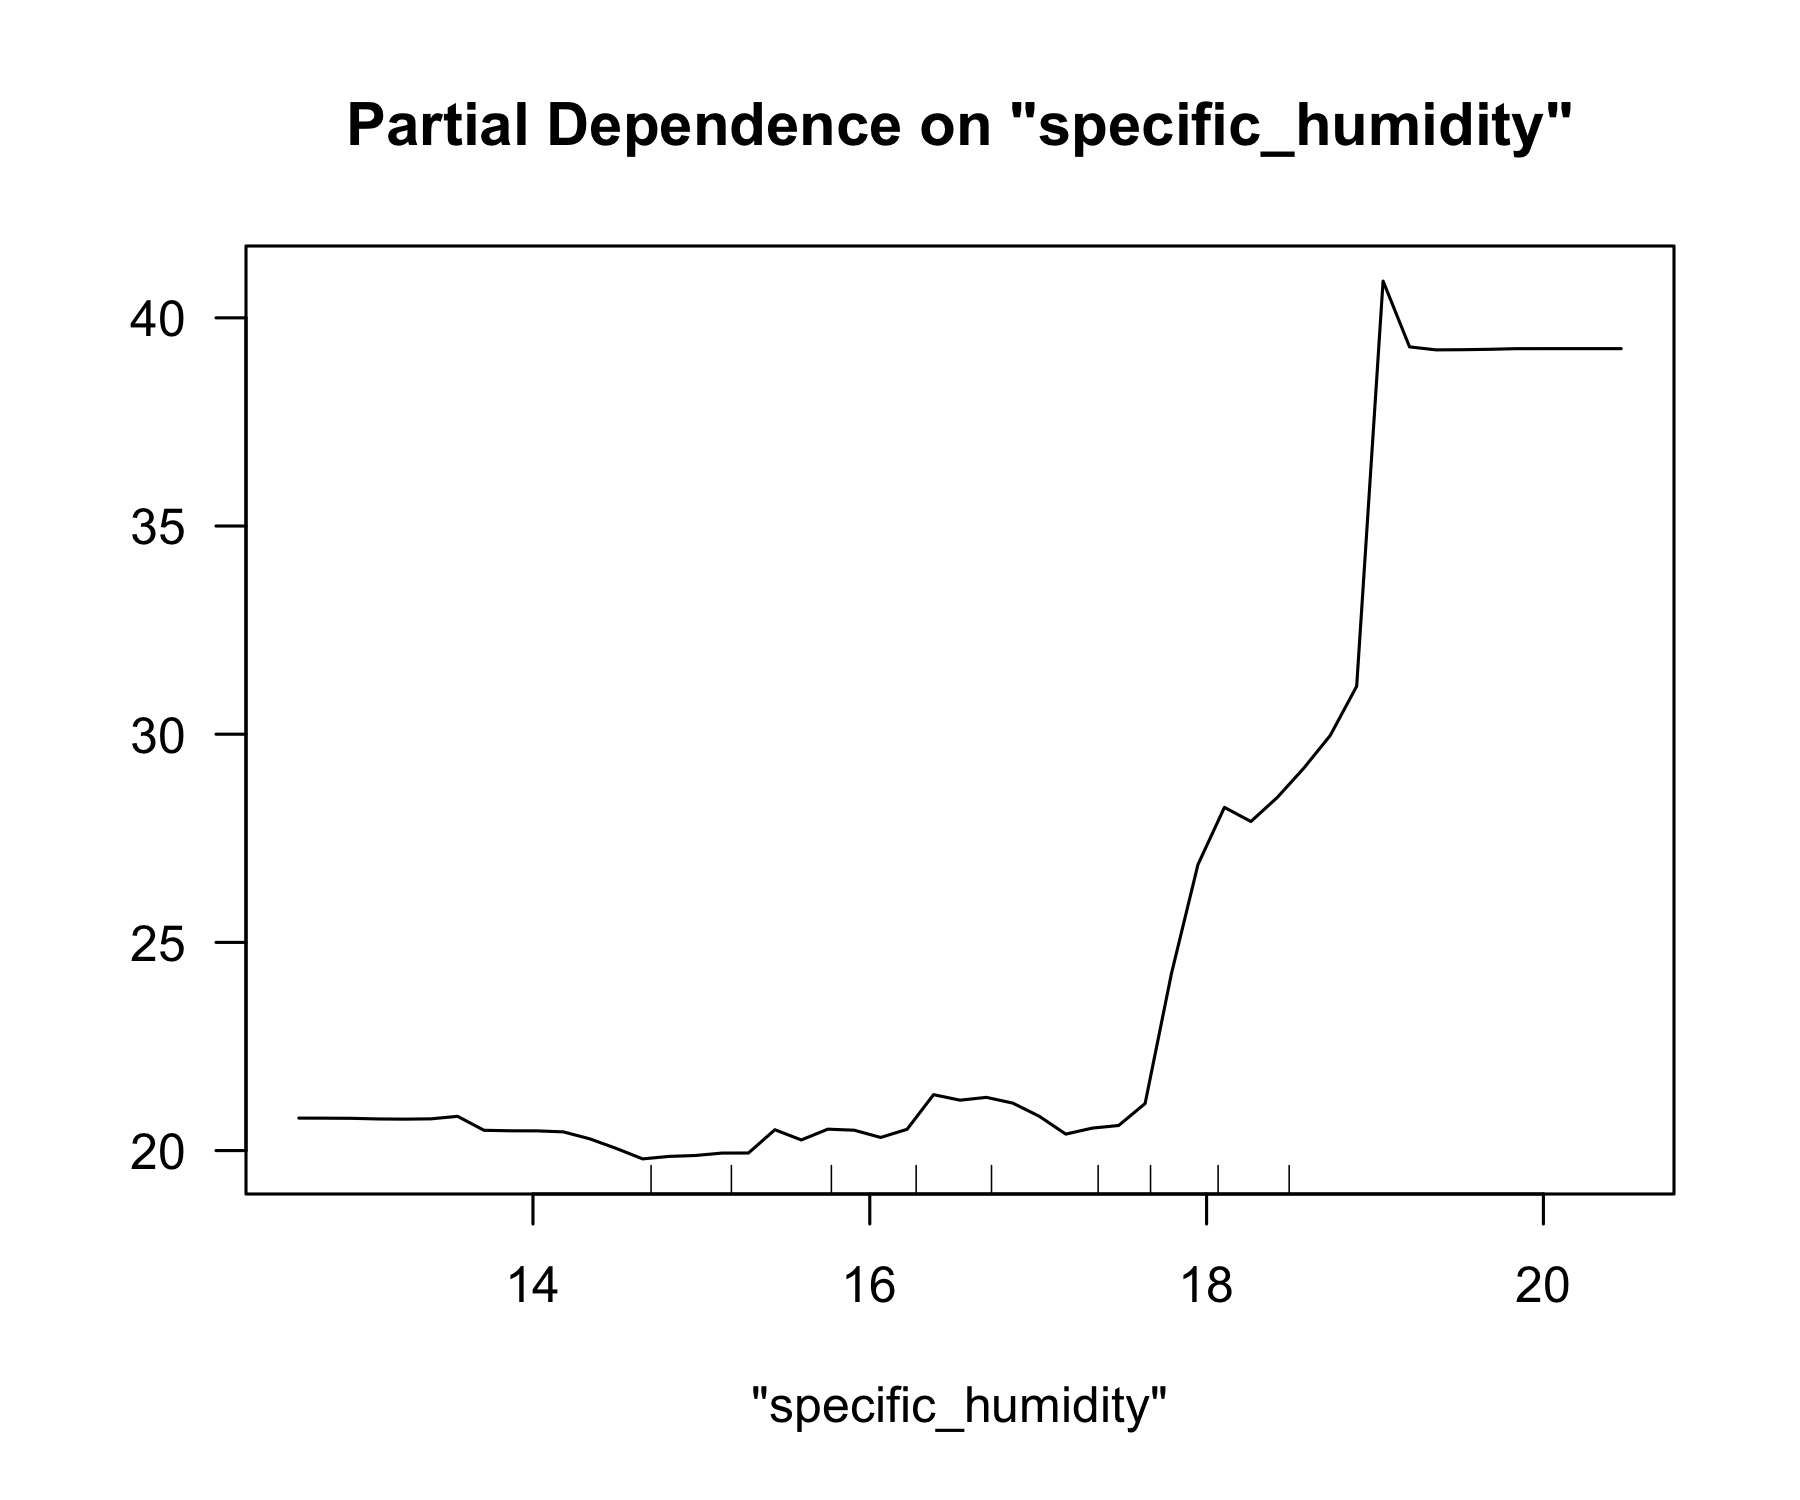 Partial Dependence on "specific_humidity"
40
35
30
25
20
14 16 18 20
"specific_humidity"